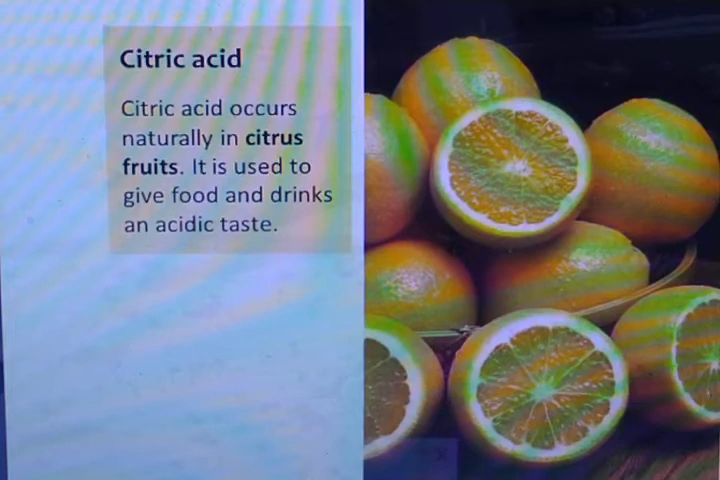 Citric acid
Citric acid occurs
naturally in citrus
fruits. It is used to
give food and drinks
an acidic taste.